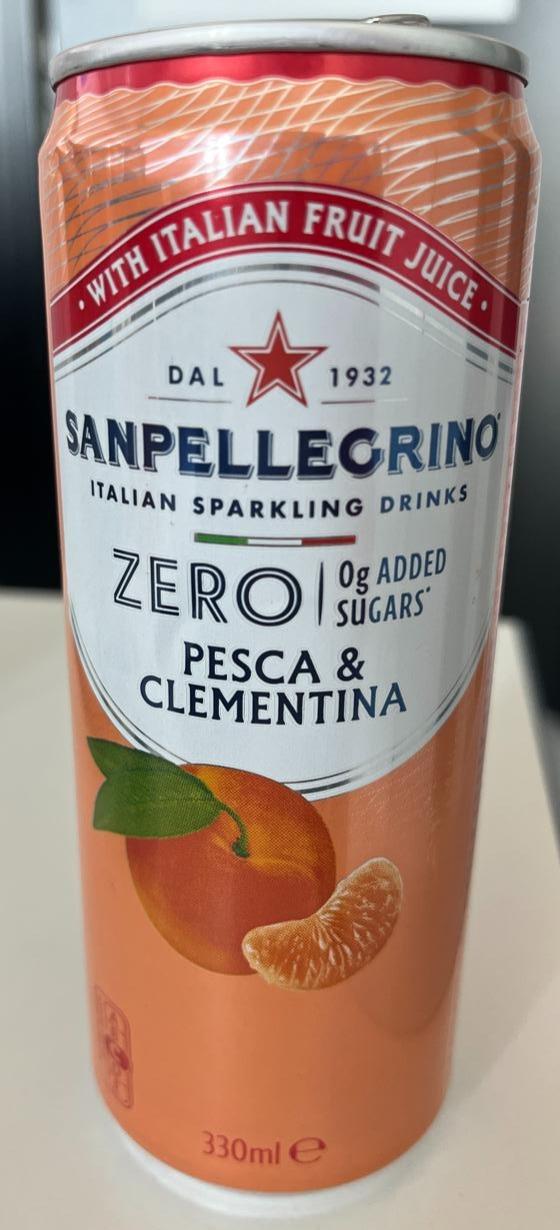 · WITH ITALIAN FRUIT JUICE ·
DAL 1932
SANPELLEGRINO
ITALIAN SPARKLING DRINKS
ZERO | 0g ADDED
SUGARS*
PESCA &
CLEMENTINA
330ml ℮